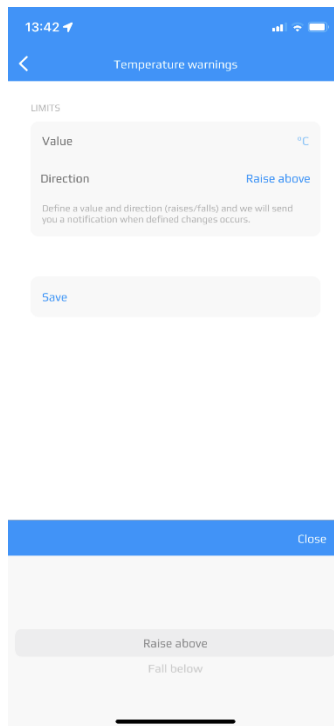 13:42
Temperature warnings
LIMITS
Value °C
Direction Raise above
Define a value and direction (raises/falls) and we will send
you a notification when defined changes occurs.
Save
Close
Raise above
Fall below